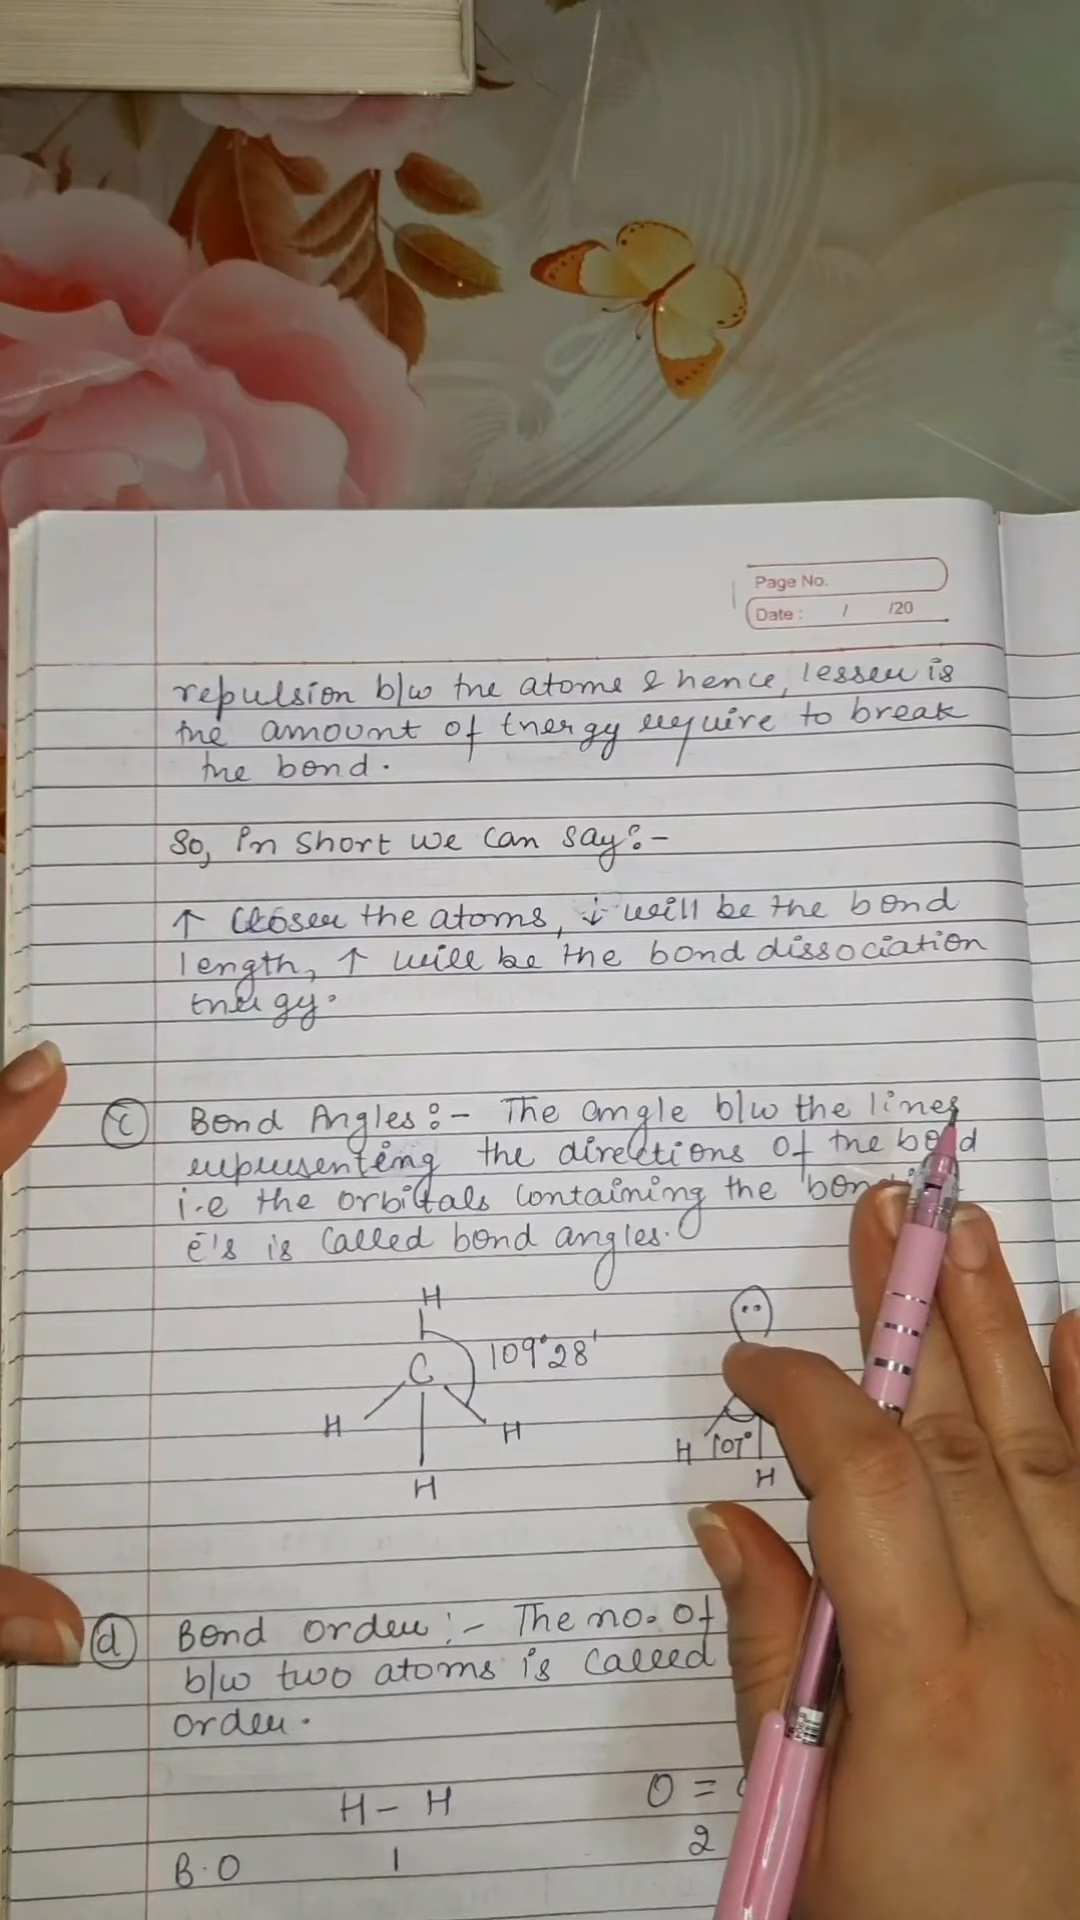 Page No.
Date : / /20
repulsion b/w the atoms & hence, lesser is
the amount of Energy require to break
the bond.
So, in short we can say:-
↑ Closer the atoms, ↓ will be the bond
length, ↑ will be the bond dissociation
Energy.
(c) Bond Angles:- The angle b/w the lines
representing the directions of the bond
i.e the orbitals containing the
e̅'s is called bond angles.
H
C 109°28'
H H
H
H 107°
H
(d) Bond order :- The no. of
b/w two atoms is called
order.
H - H O =
B.O 1 2